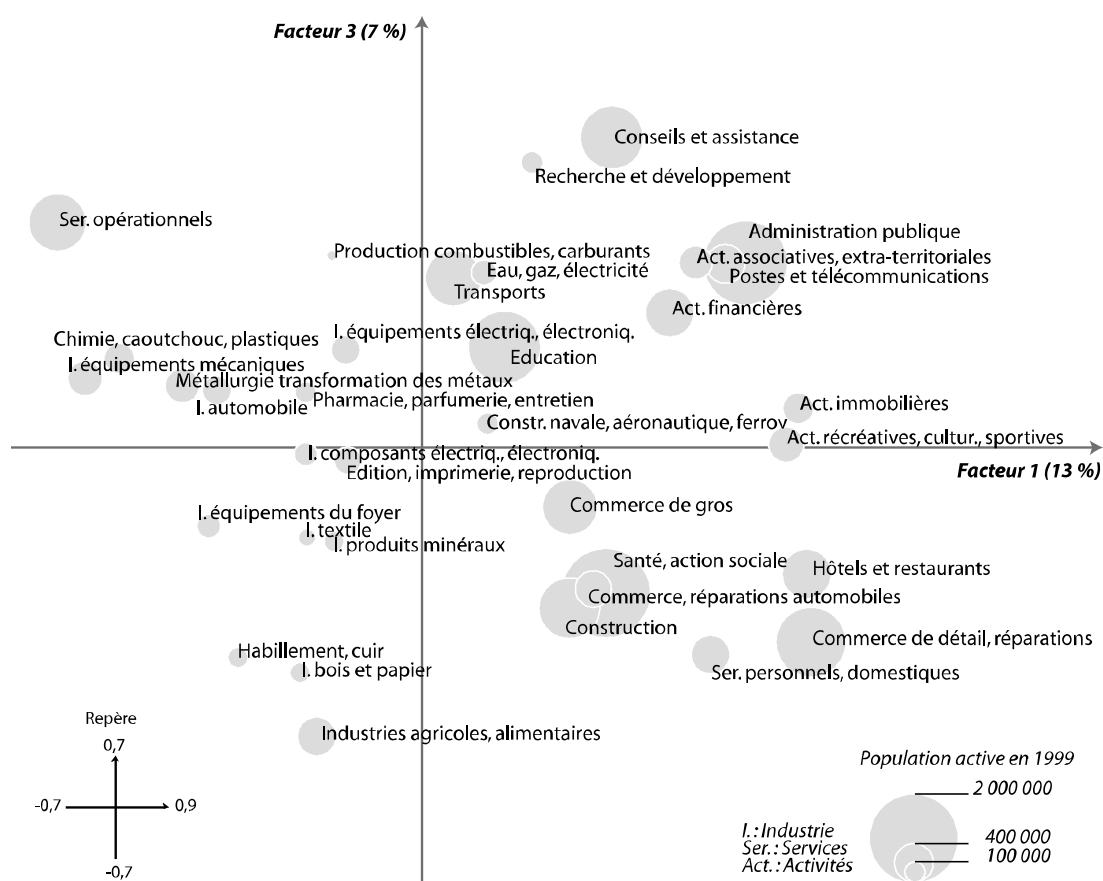 Facteur 3 (7 %)
Conseils et assistance
Recherche et développement
Ser. opérationnels
Administration publique
Production combustibles, carburants
Act. associatives, extra-territoriales
Eau, gaz, électricité
Postes et télécommunications
Transports
Act. financières
I. équipements électriq., électroniq.
Chimie, caoutchouc, plastiques
Education
I. équipements mécaniques
Métallurgie transformation des métaux
Pharmacie, parfumerie, entretien
I. automobile
Act. immobilières
Constr. navale, aéronautique, ferrov
Act. récréatives, cultur., sportives
I. composants électriq., électroniq.
Facteur 1 (13 %)
Edition, imprimerie, reproduction
Commerce de gros
I. équipements du foyer
I. textile
I. produits minéraux
Santé, action sociale
Hôtels et restaurants
Commerce, réparations automobiles
Construction
Commerce de détail, réparations
Habillement, cuir
I. bois et papier
Ser. personnels, domestiques
Industries agricoles, alimentaires
Repère
0,7
-0,7
0,9
-0,7
Population active en 1999
2 000 000
400 000
100 000
I. : Industrie
Ser. : Services
Act. : Activités